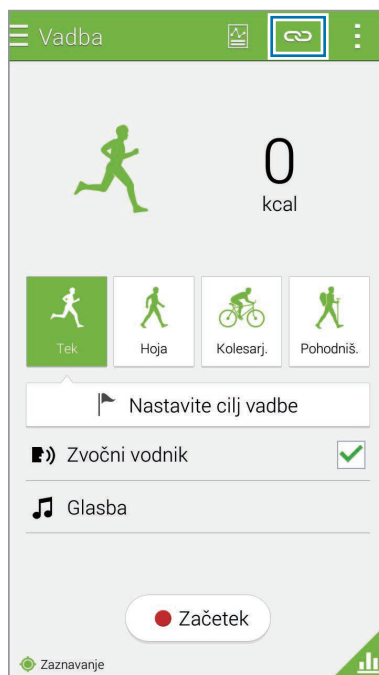 Vadba
0
kcal
Tek
Hoja
Kolesarj.
Pohodniš.
Nastavite cilj vadbe
Zvočni vodnik
Glasba
Začetek
Zaznavanje